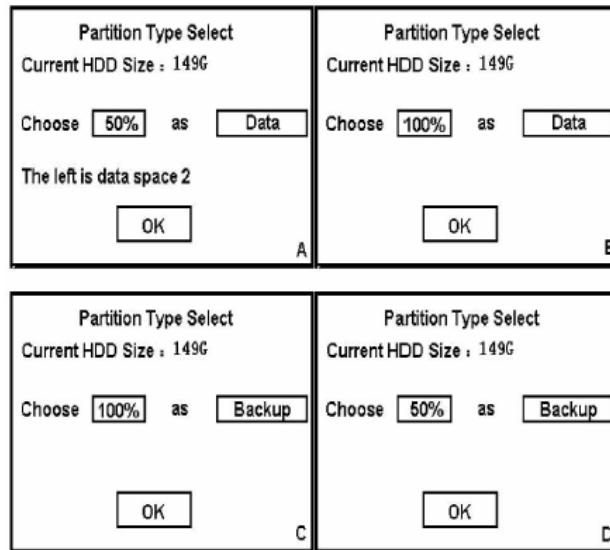 Partition Type Select
Current HDD Size : 149G
Choose 50% as Data
The left is data space 2
OK
A
Partition Type Select
Current HDD Size : 149G
Choose 100% as Data
OK
Partition Type Select
Current HDD Size : 149G
Choose 100% as Backup
OK
C
Partition Type Select
Current HDD Size : 149G
Choose 50% as Backup
OK
D